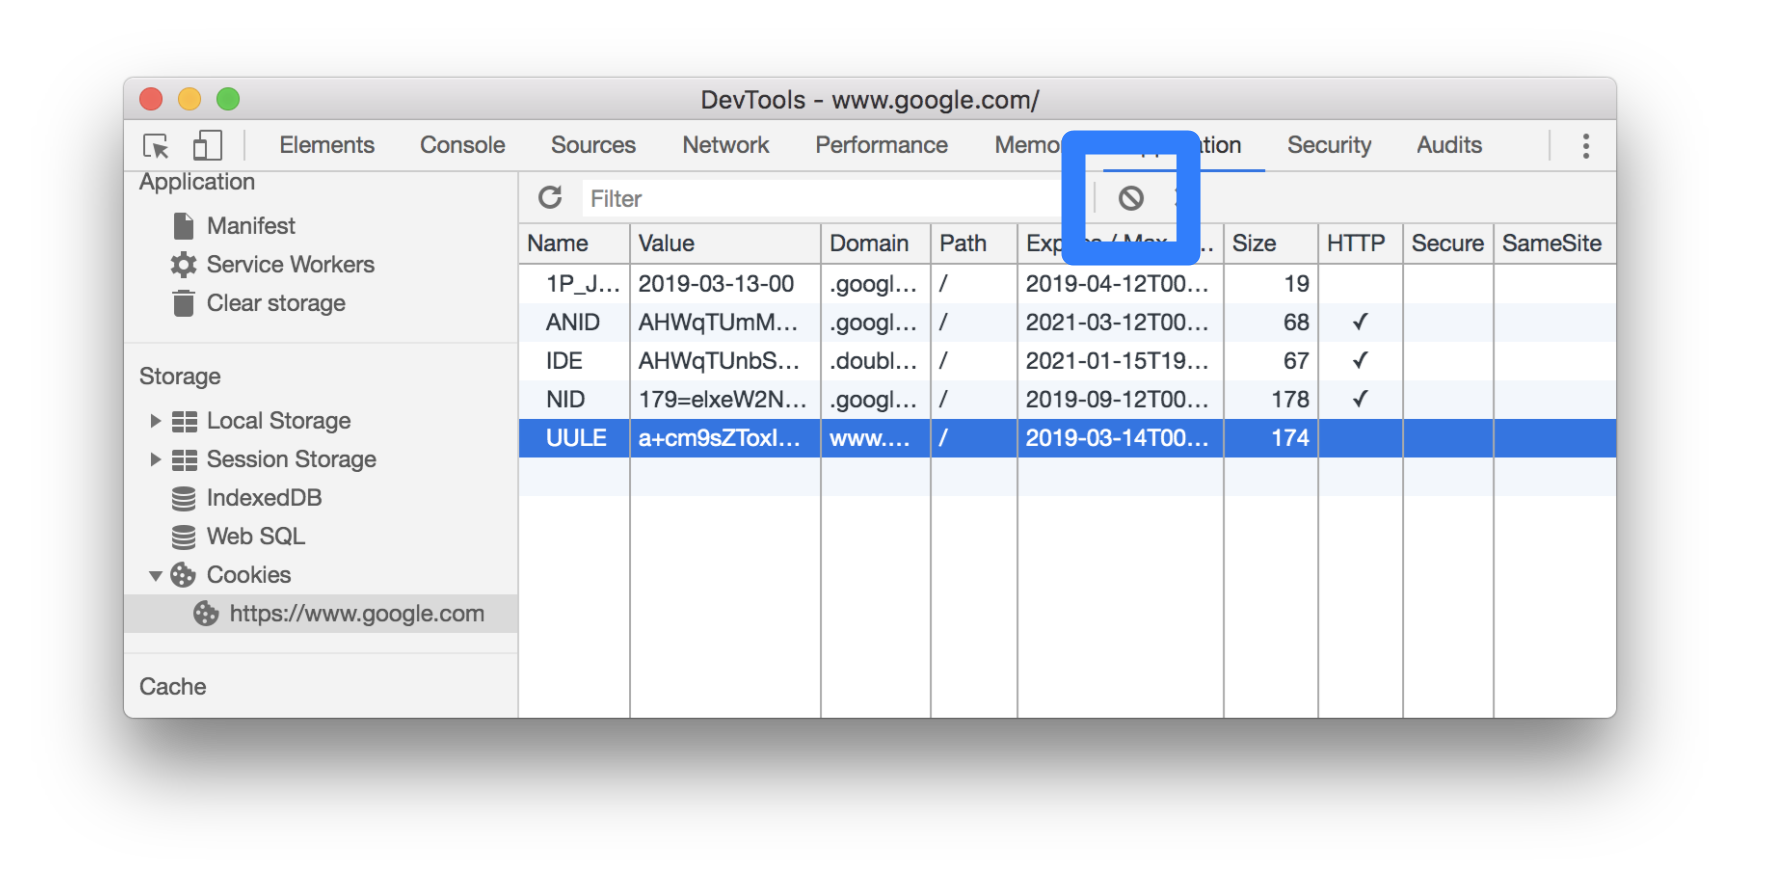 DevTools - www.google.com/
Elements Console Sources Network Performance Memo tion Security Audits
Application
Manifest
Service Workers
Clear storage
Storage
Local Storage
Session Storage
IndexedDB
Web SQL
Cookies
https://www.google.com
Cache
Filter
Name Value Domain Path Exp Size HTTP Secure SameSite
1P_J... 2019-03-13-00 .googl... / 2019-04-12T00... 19
ANID AHWqTUmM... .googl... / 2021-03-12T00... 68 ✓
IDE AHWqTUnbS... .doubl... / 2021-01-15T19... 67 ✓
NID 179=elxeW2N... .googl... / 2019-09-12T00... 178 ✓
UULE a+cm9sZToxI... www.... / 2019-03-14T00... 174